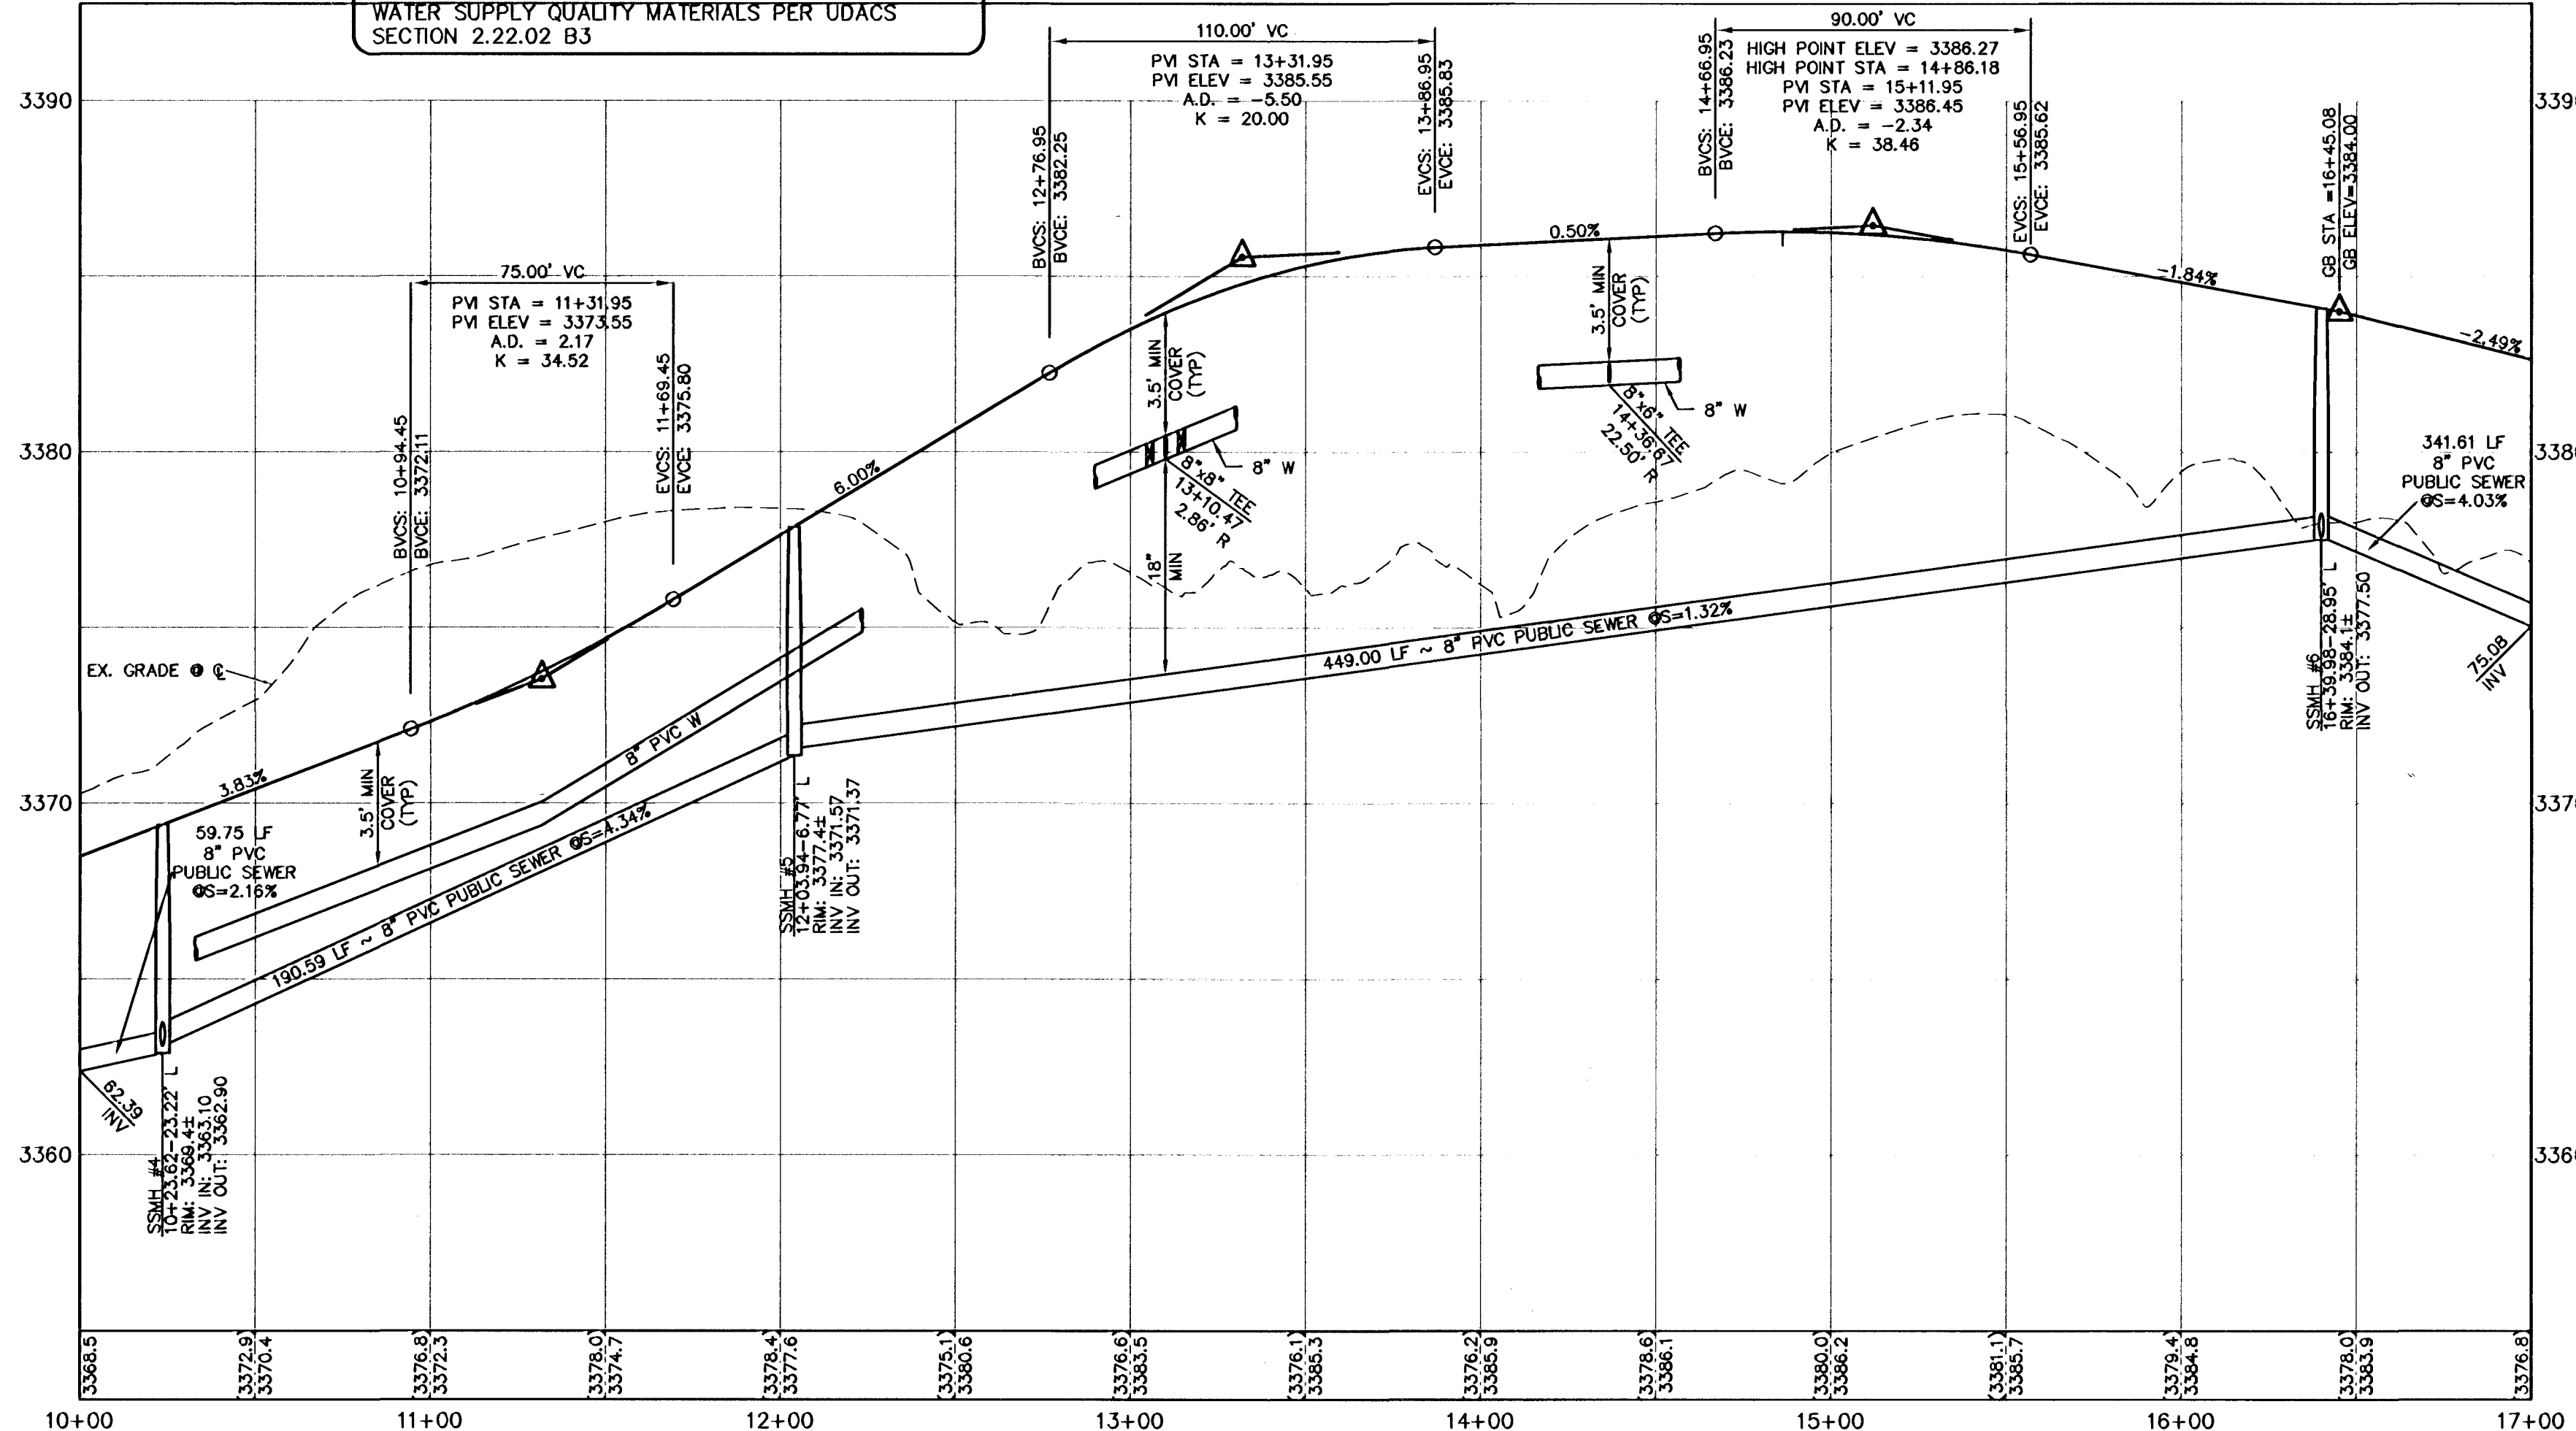 WATER SUPPLY QUALITY MATERIALS PER UDACS
SECTION 2.22.02 B3
110.00' VC
PVI STA = 13+31.95
PVI ELEV = 3385.55
A.D. = -5.50
K = 20.00
90.00' VC
HIGH POINT ELEV = 3386.27
HIGH POINT STA = 14+86.18
PVI STA = 15+11.95
PVI ELEV = 3386.45
A.D. = -2.34
K = 38.46
75.00' VC
PVI STA = 11+31.95
PVI ELEV = 3373.55
A.D. = 2.17
K = 34.52
BVCS: 10+94.45
BVCE: 3372.11
EVCS: 11+69.45
EVCE: 3375.80
BVCS: 12+76.95
BVCE: 3382.25
EVCS: 13+86.95
EVCE: 3385.83
BVCS: 14+66.95
BVCE: 3386.23
EVCS: 15+56.95
EVCE: 3385.62
GB STA =16+45.08
GB ELEV=3384.00
3390
3380
3370
3360
3.83%
6.00%
0.50%
-1.84%
-2.49%
EX. GRADE @ ℄
3.5' MIN
COVER
(TYP)
3.5' MIN
COVER
(TYP)
3.5' MIN
COVER
(TYP)
18"
MIN
8" W
8"x8" TEE
13+10.47
2.86' R
8" W
8"x6" TEE
14+36.67
22.50' R
341.61 LF
8" PVC
PUBLIC SEWER
@S=4.03%
59.75 LF
8" PVC
PUBLIC SEWER
@S=2.16%
8" PVC W
190.59 LF ~ 8" PVC PUBLIC SEWER @S=4.34%
449.00 LF ~ 8" PVC PUBLIC SEWER @S=1.32%
62.39
INV
75.08
INV
SSMH #4
10+23.62-23.22' L
RIM: 3369.4±
INV IN: 3363.10
INV OUT: 3362.90
SSMH #5
12+03.94-6.77' L
RIM: 3377.4±
INV IN: 3371.57
INV OUT: 3371.37
SSMH #6
16+39.98-28.95' L
RIM: 3384.1±
INV OUT: 3377.50
3368.5
(3372.9)
3370.4
(3376.8)
3372.3
(3378.0)
3374.7
(3378.4)
3377.6
(3375.1)
3380.6
(3376.6)
3383.5
(3376.1)
3385.3
(3376.2)
3385.9
(3378.6)
3386.1
(3380.0)
3386.2
(3381.1)
3385.7
(3379.4)
3384.8
(3378.0)
3383.9
(3376.8)
10+00
11+00
12+00
13+00
14+00
15+00
16+00
17+00